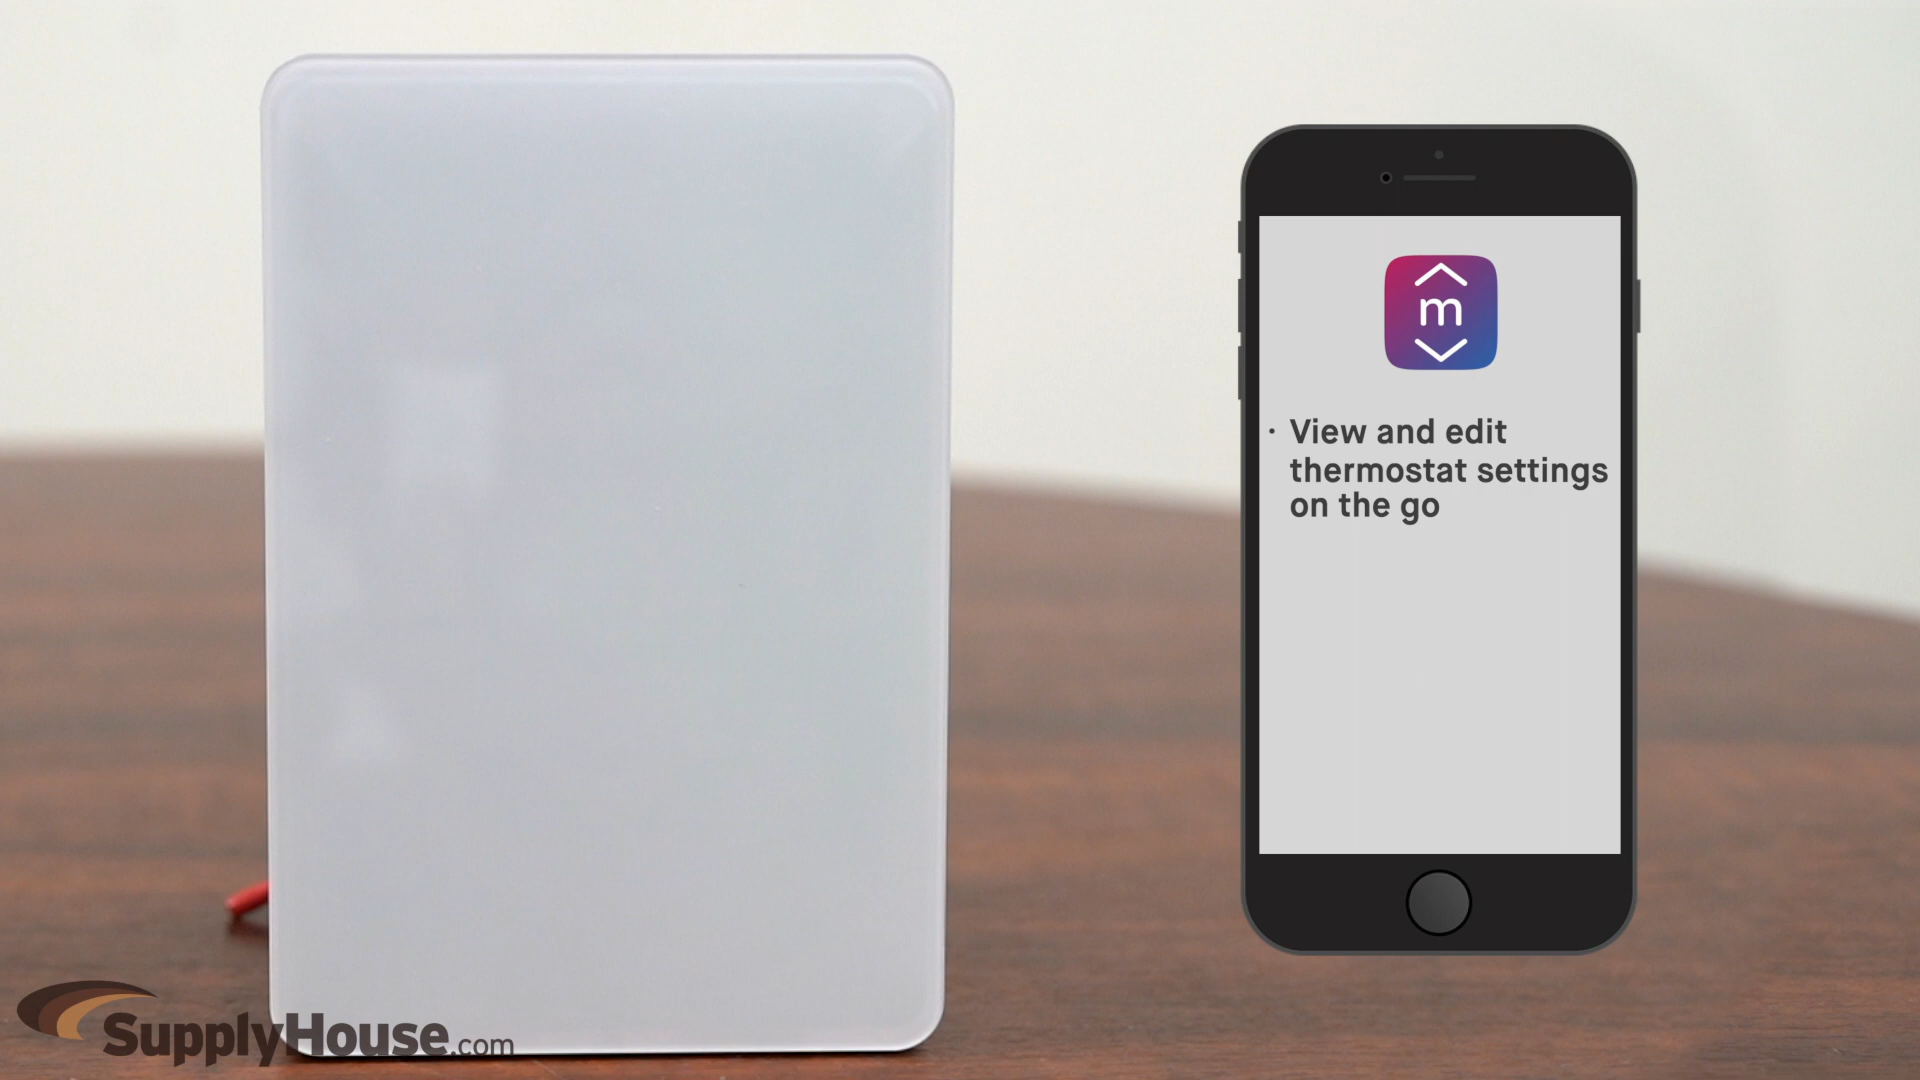 m
· View and edit
thermostat settings
on the go
SupplyHouse.com